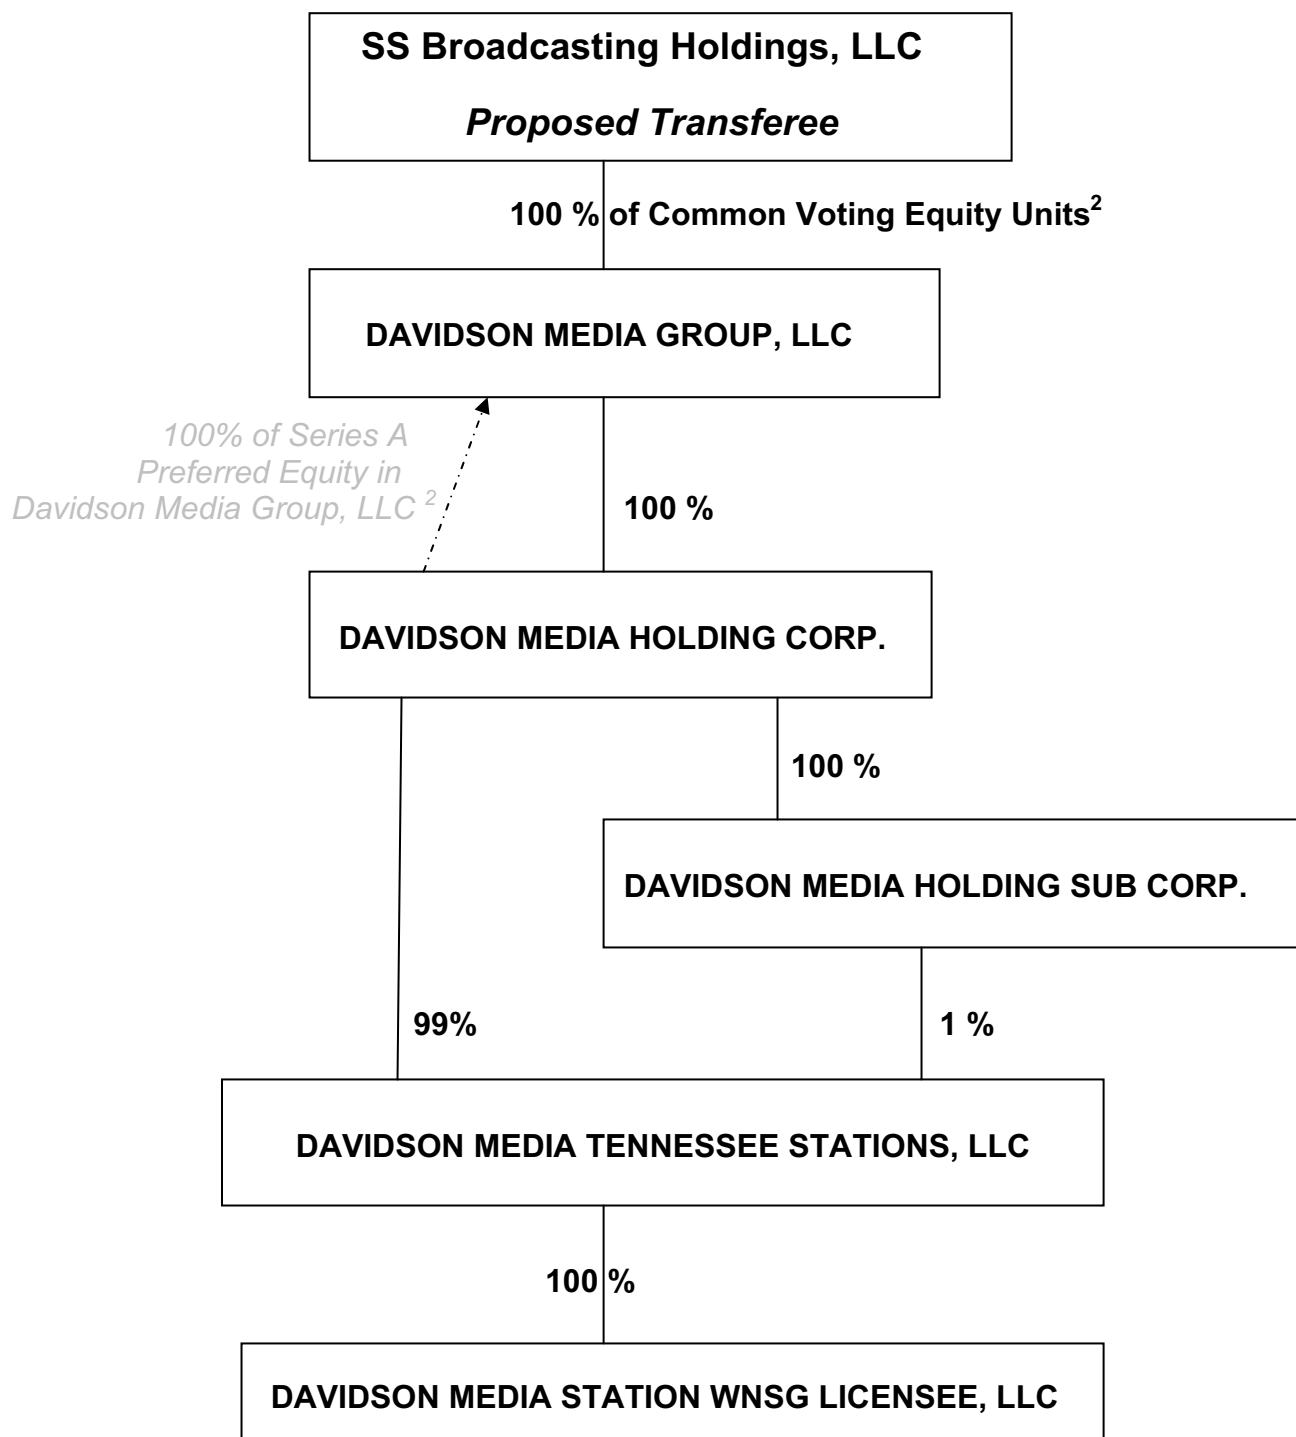 SS Broadcasting Holdings, LLC
Proposed Transferee
100 % of Common Voting Equity Units²
DAVIDSON MEDIA GROUP, LLC
100% of Series A
Preferred Equity in
Davidson Media Group, LLC ²
100 %
DAVIDSON MEDIA HOLDING CORP.
100 %
DAVIDSON MEDIA HOLDING SUB CORP.
99%
1 %
DAVIDSON MEDIA TENNESSEE STATIONS, LLC
100 %
DAVIDSON MEDIA STATION WNSG LICENSEE, LLC